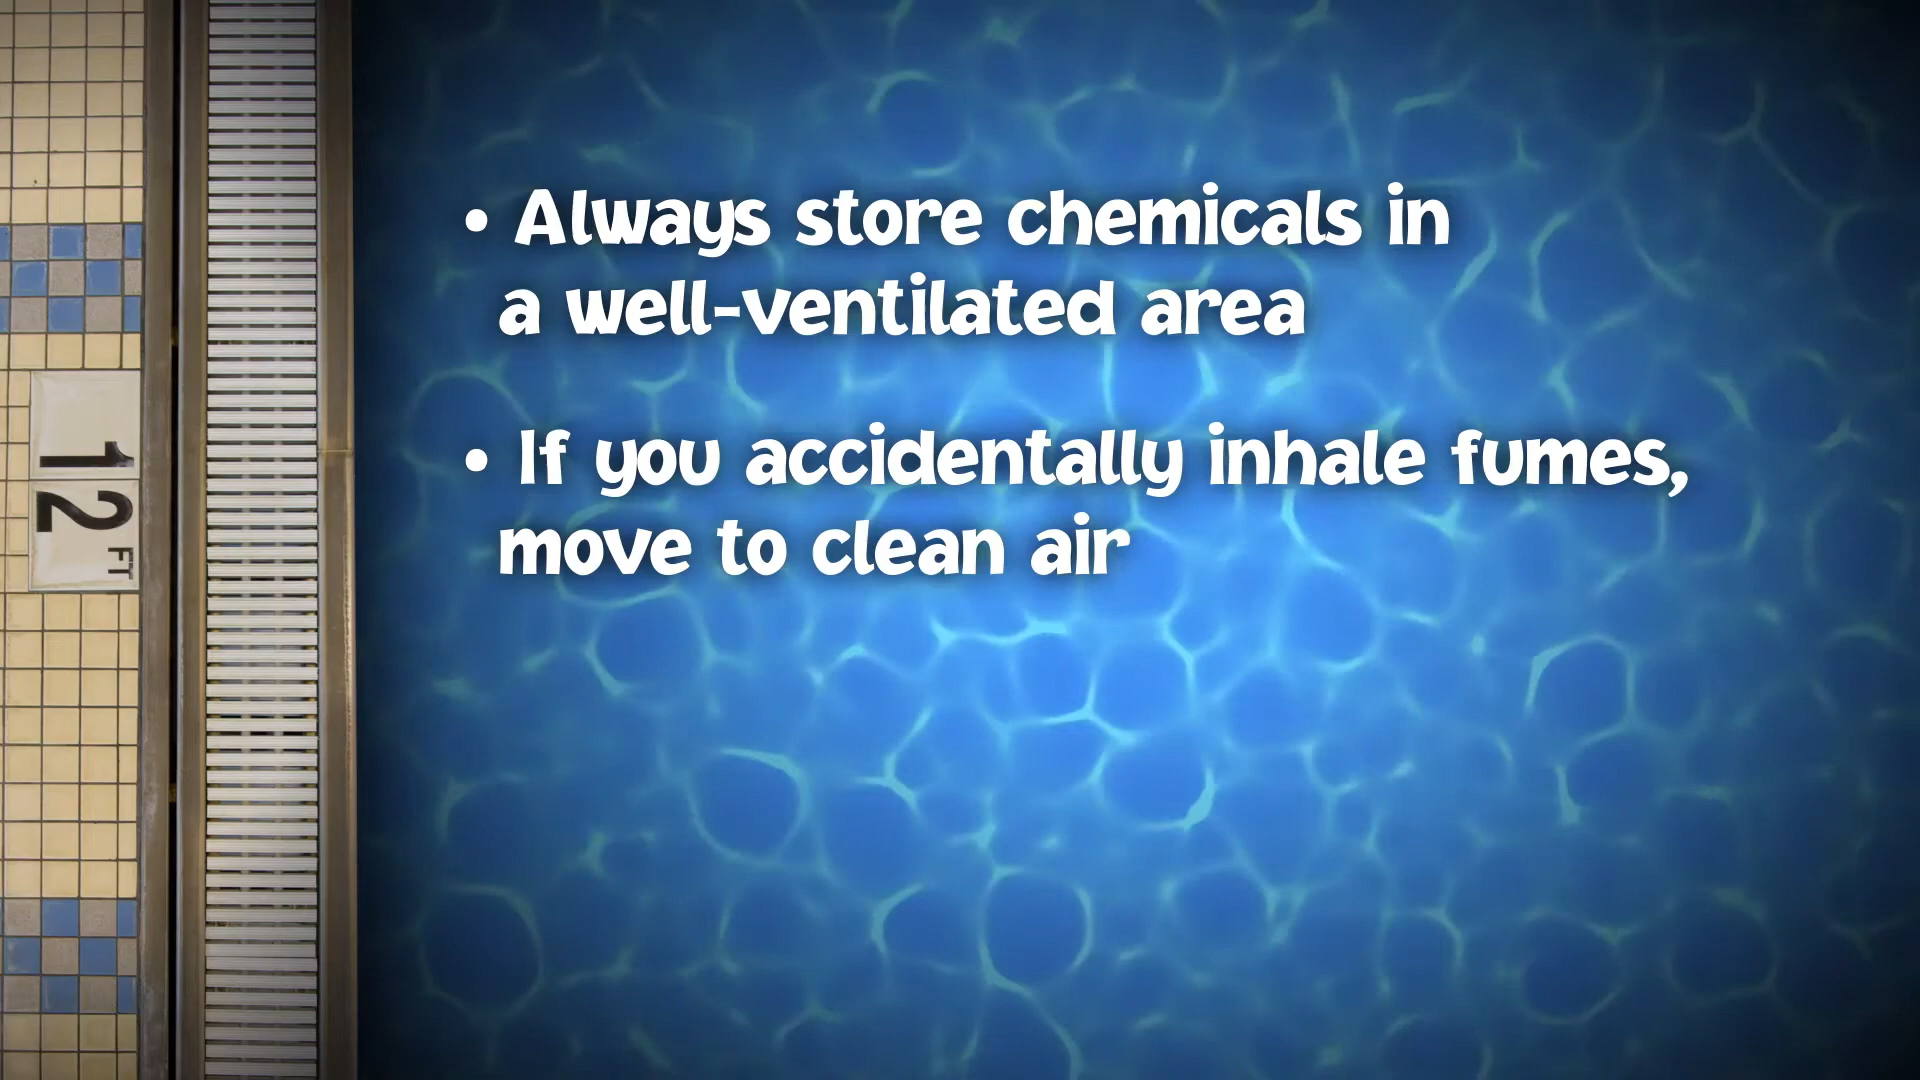 • Always store chemicals in
a well-ventilated area
• If you accidentally inhale fumes,
move to clean air
12
FT